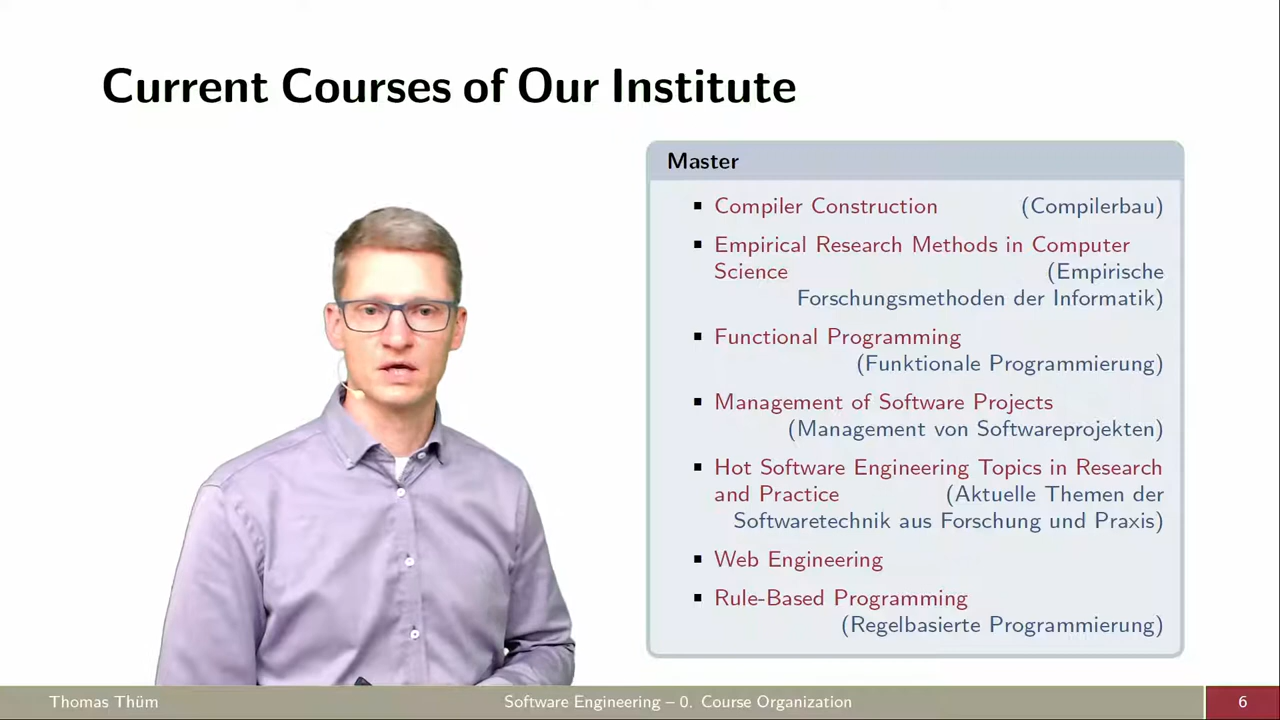 Current Courses of Our Institute
Master
▪ Compiler Construction (Compilerbau)
▪ Empirical Research Methods in Computer
Science (Empirische
Forschungsmethoden der Informatik)
▪ Functional Programming
(Funktionale Programmierung)
▪ Management of Software Projects
(Management von Softwareprojekten)
▪ Hot Software Engineering Topics in Research
and Practice (Aktuelle Themen der
Softwaretechnik aus Forschung und Praxis)
▪ Web Engineering
▪ Rule-Based Programming
(Regelbasierte Programmierung)
Thomas Thüm Software Engineering – 0. Course Organization 6